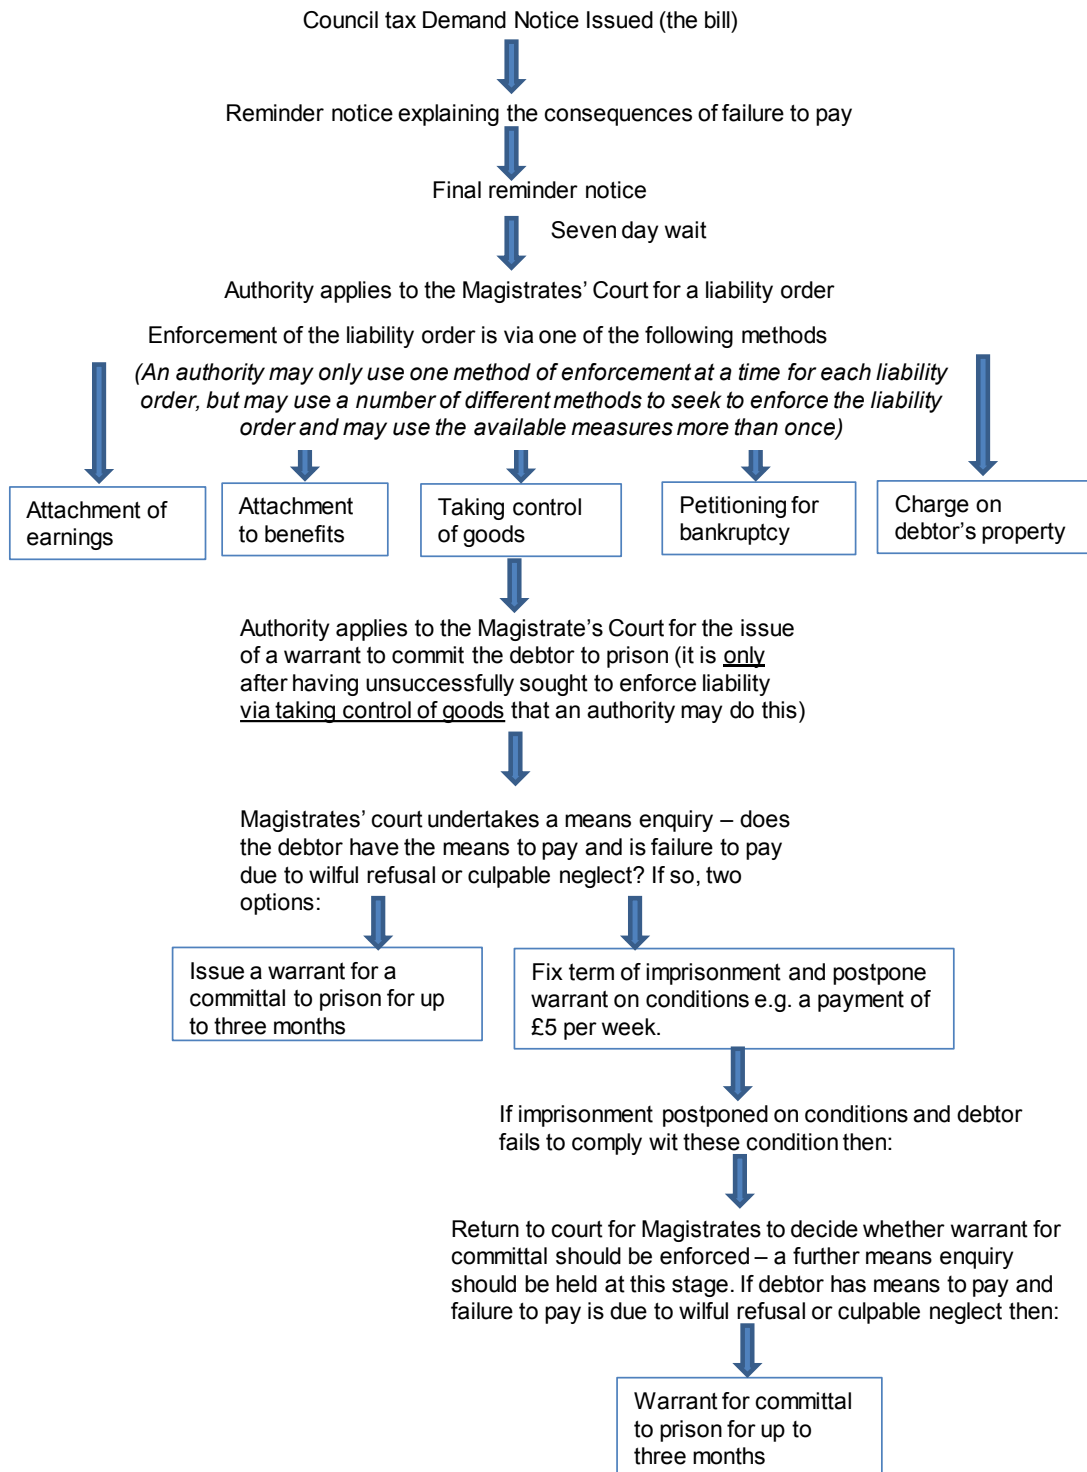 Council tax Demand Notice Issued (the bill)
Reminder notice explaining the consequences of failure to pay
Final reminder notice
Seven day wait
Authority applies to the Magistrates’ Court for a liability order
Enforcement of the liability order is via one of the following methods
(An authority may only use one method of enforcement at a time for each liability
order, but may use a number of different methods to seek to enforce the liability
order and may use the available measures more than once)
Attachment of
earnings
Attachment
to benefits
Taking control
of goods
Petitioning for
bankruptcy
Charge on
debtor’s property
Authority applies to the Magistrate’s Court for the issue
of a warrant to commit the debtor to prison (it is only
after having unsuccessfully sought to enforce liability
via taking control of goods that an authority may do this)
Magistrates’ court undertakes a means enquiry – does
the debtor have the means to pay and is failure to pay
due to wilful refusal or culpable neglect? If so, two
options:
Issue a warrant for a
committal to prison for up
to three months
Fix term of imprisonment and postpone
warrant on conditions e.g. a payment of
£5 per week.
If imprisonment postponed on conditions and debtor
fails to comply wit these condition then:
Return to court for Magistrates to decide whether warrant for
committal should be enforced – a further means enquiry
should be held at this stage. If debtor has means to pay and
failure to pay is due to wilful refusal or culpable neglect then:
Warrant for committal
to prison for up to
three months